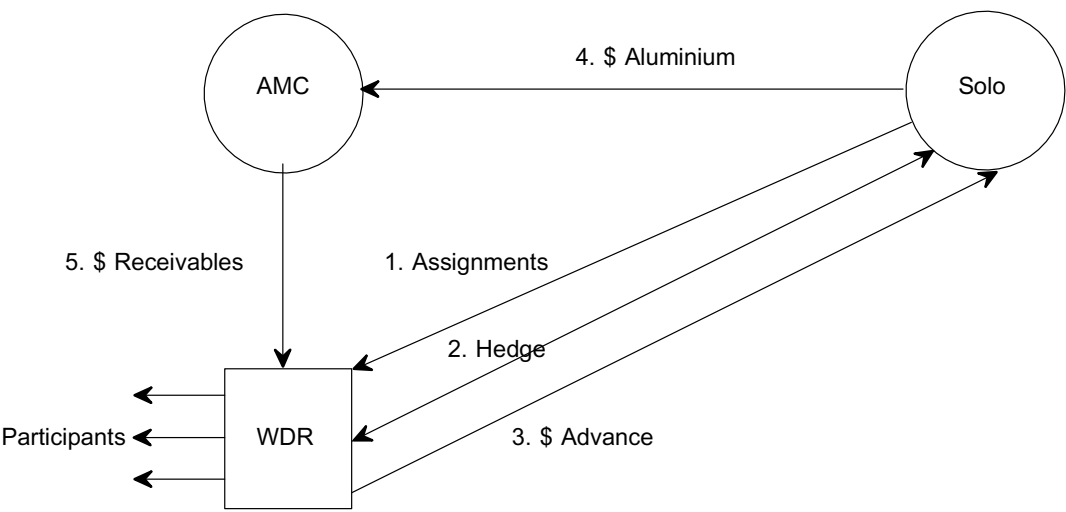 4. $ Aluminium
AMC
Solo
5. $ Receivables
1. Assignments
2. Hedge
Participants
WDR
3. $ Advance